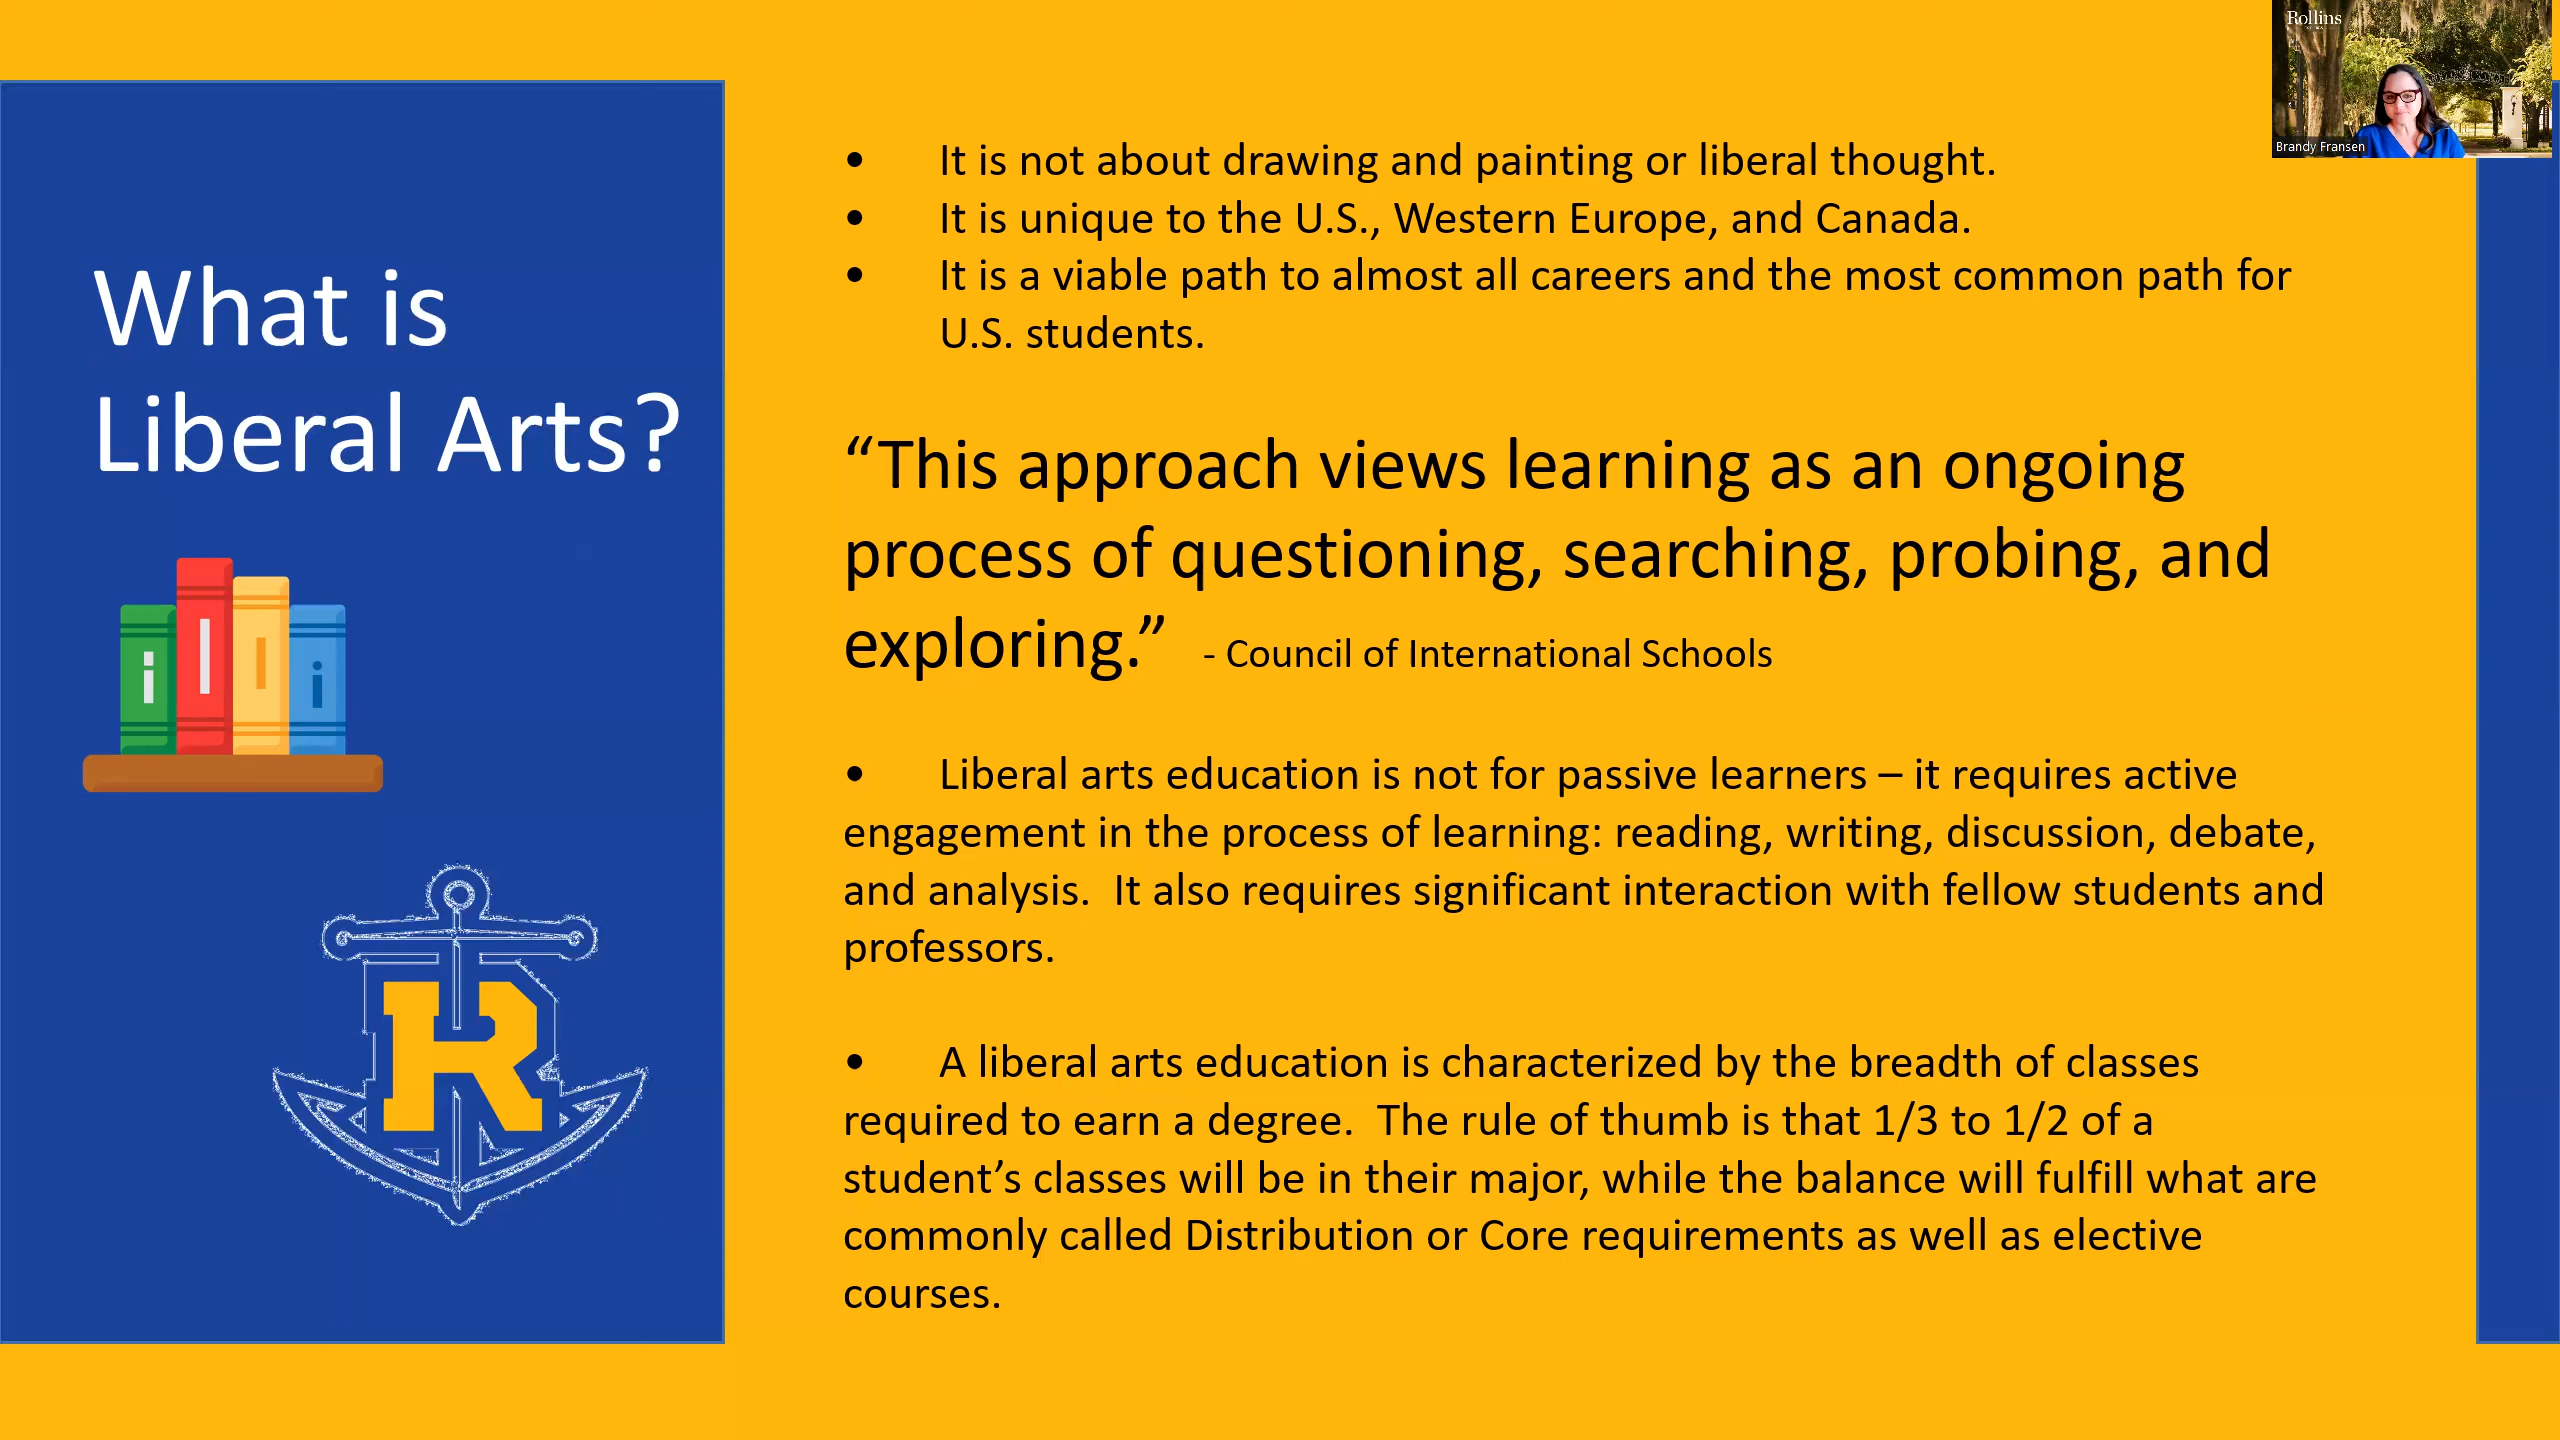 Rollins
Brandy Fransen
What is
Liberal Arts?
• It is not about drawing and painting or liberal thought.
• It is unique to the U.S., Western Europe, and Canada.
• It is a viable path to almost all careers and the most common path for
U.S. students.
“This approach views learning as an ongoing
process of questioning, searching, probing, and
exploring.” - Council of International Schools
• Liberal arts education is not for passive learners – it requires active
engagement in the process of learning: reading, writing, discussion, debate,
and analysis.  It also requires significant interaction with fellow students and
professors.
• A liberal arts education is characterized by the breadth of classes
required to earn a degree.  The rule of thumb is that 1/3 to 1/2 of a
student’s classes will be in their major, while the balance will fulfill what are
commonly called Distribution or Core requirements as well as elective
courses.
R